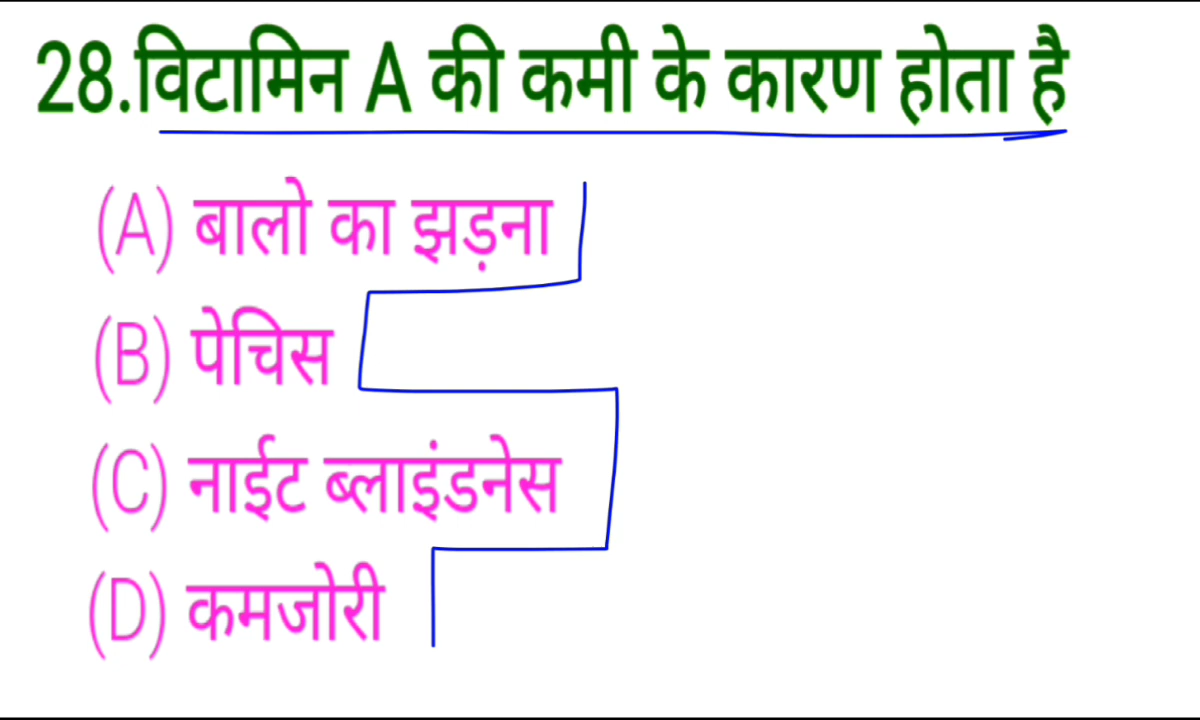 28.विटामिन A की कमी के कारण होता है
(A) बालो का झड़ना
(B) पेचिस
(C) नाईट ब्लाइंडनेस
(D) कमजोरी